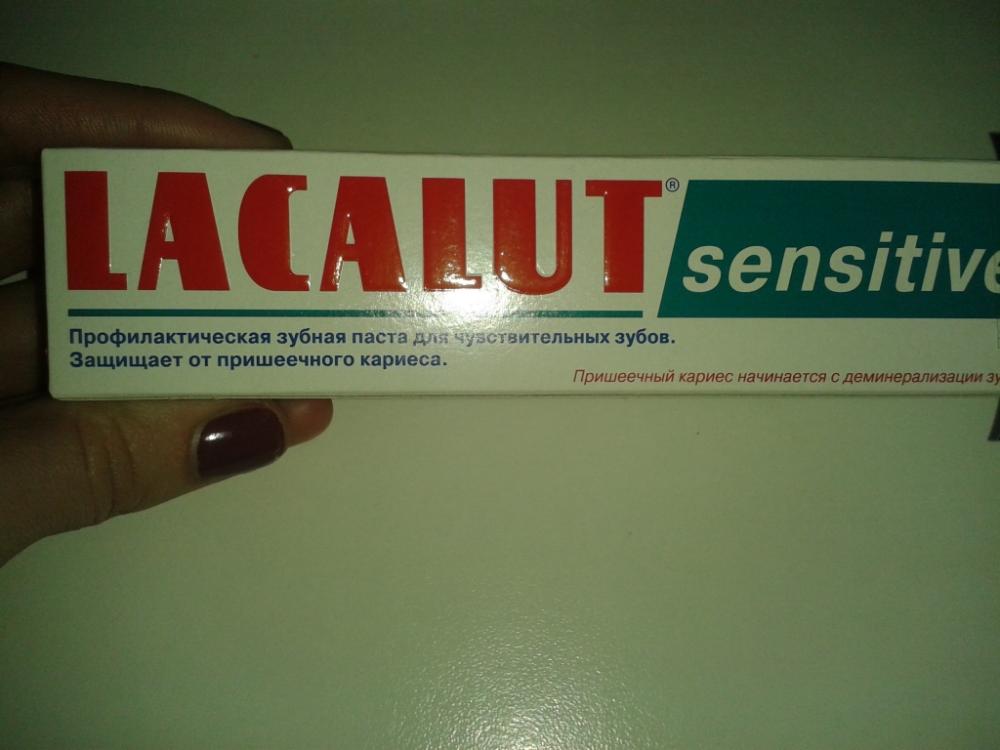 LACALUT®
sensitive
Профилактическая зубная паста для чувствительных зубов.
Защищает от пришеечного кариеса.
Пришеечный кариес начинается с деминерализации